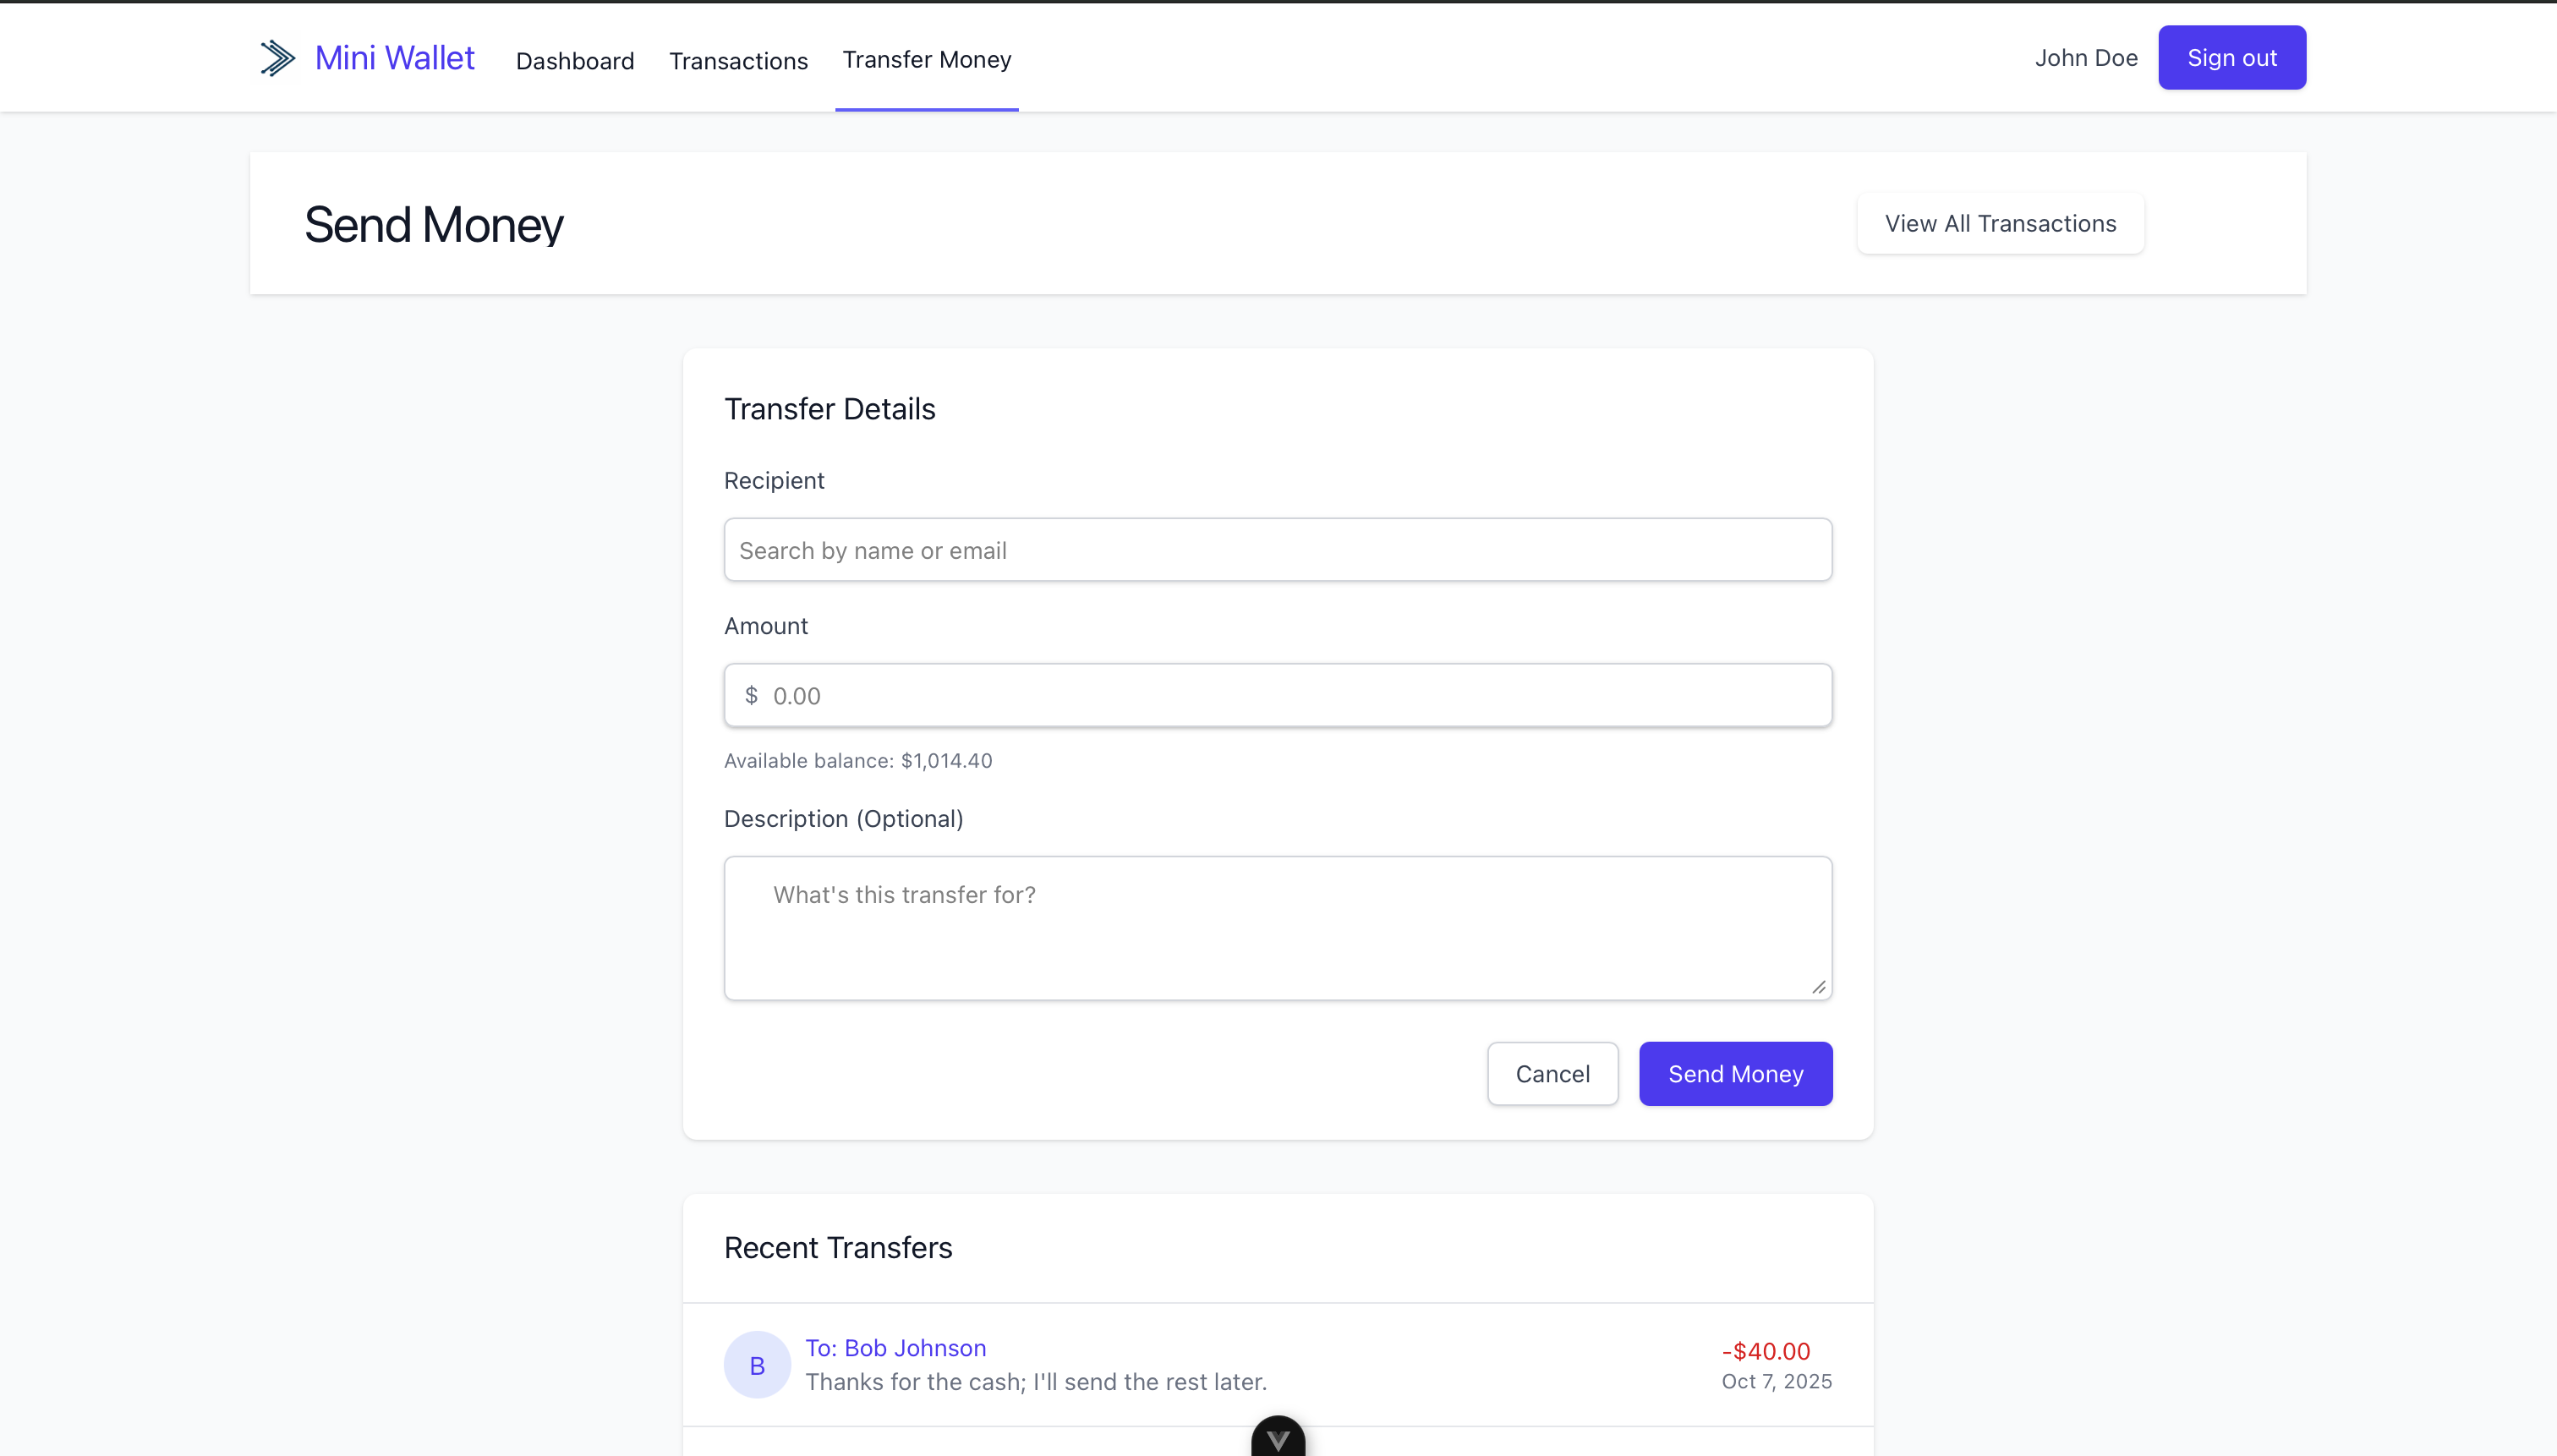 Mini Wallet Dashboard Transactions Transfer Money John Doe Sign out
Send Money View All Transactions
Transfer Details
Recipient
Search by name or email
Amount
$ 0.00
Available balance: $1,014.40
Description (Optional)
What's this transfer for?
Cancel Send Money
Recent Transfers
B
To: Bob Johnson
-$40.00
Thanks for the cash; I'll send the rest later.
Oct 7, 2025